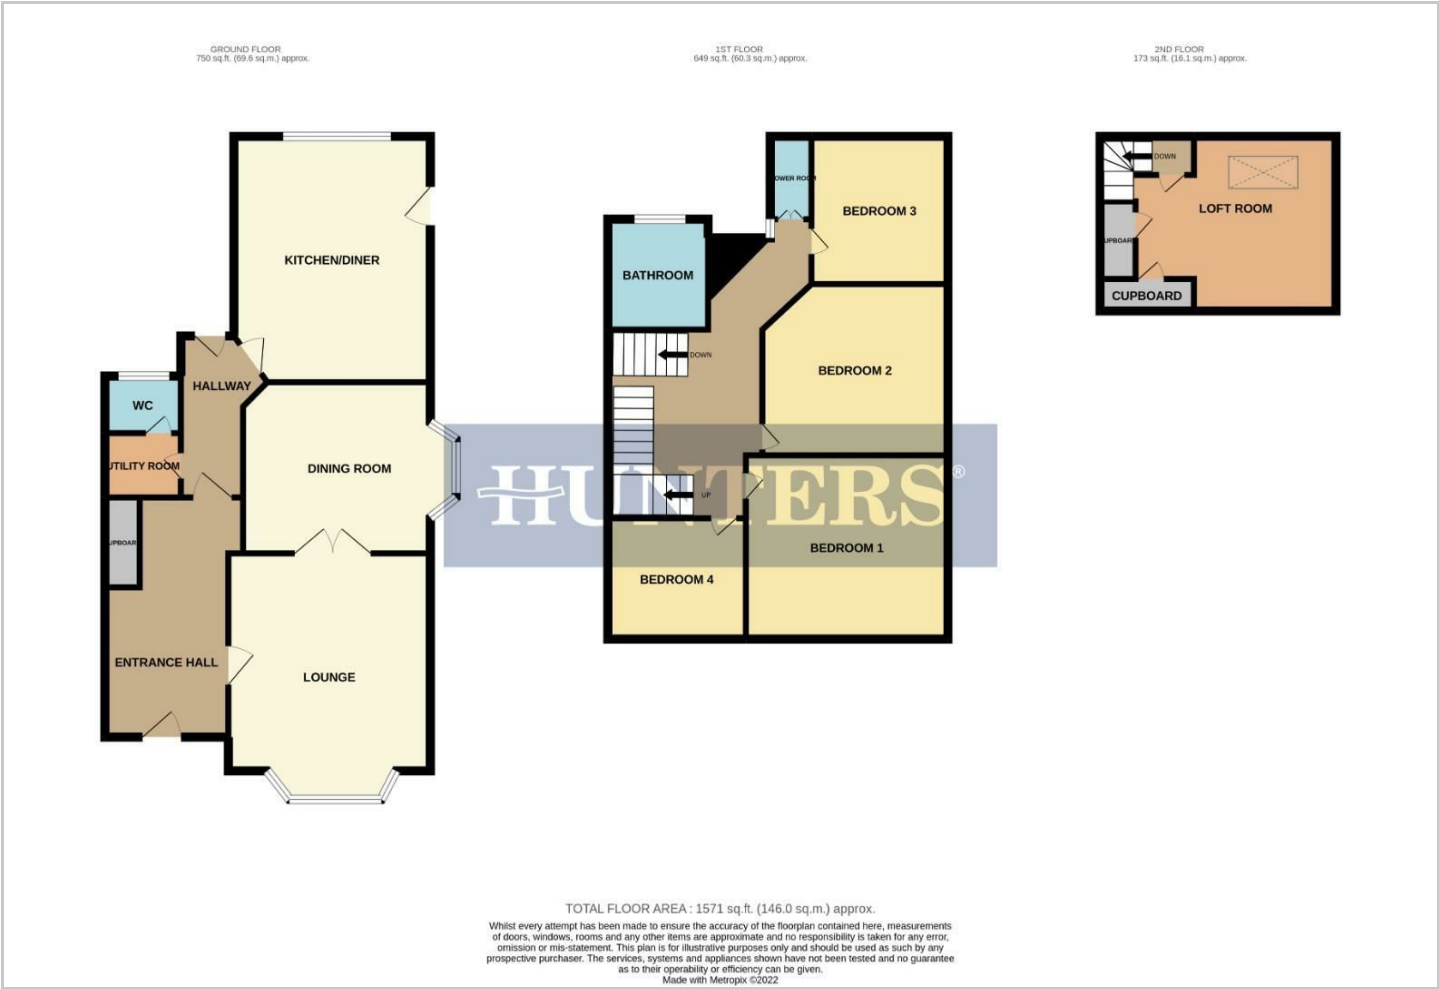 GROUND FLOOR
750 sq.ft. (69.6 sq.m.) approx.
1ST FLOOR
649 sq.ft. (60.3 sq.m.) approx.
2ND FLOOR
173 sq.ft. (16.1 sq.m.) approx.
KITCHEN/DINER
HALLWAY
WC
UTILITY ROOM
DINING ROOM
UPBOAR
ENTRANCE HALL
LOUNGE
OWER ROOM
BEDROOM 3
BATHROOM
DOWN
BEDROOM 2
UP
BEDROOM 1
BEDROOM 4
DOWN
LOFT ROOM
UPBOAR
CUPBOARD
HUNTERS®
TOTAL FLOOR AREA : 1571 sq.ft. (146.0 sq.m.) approx.
Whilst every attempt has been made to ensure the accuracy of the floorplan contained here, measurements
of doors, windows, rooms and any other items are approximate and no responsibility is taken for any error,
omission or mis-statement. This plan is for illustrative purposes only and should be used as such by any
prospective purchaser. The services, systems and appliances shown have not been tested and no guarantee
as to their operability or efficiency can be given.
Made with Metropix ©2022